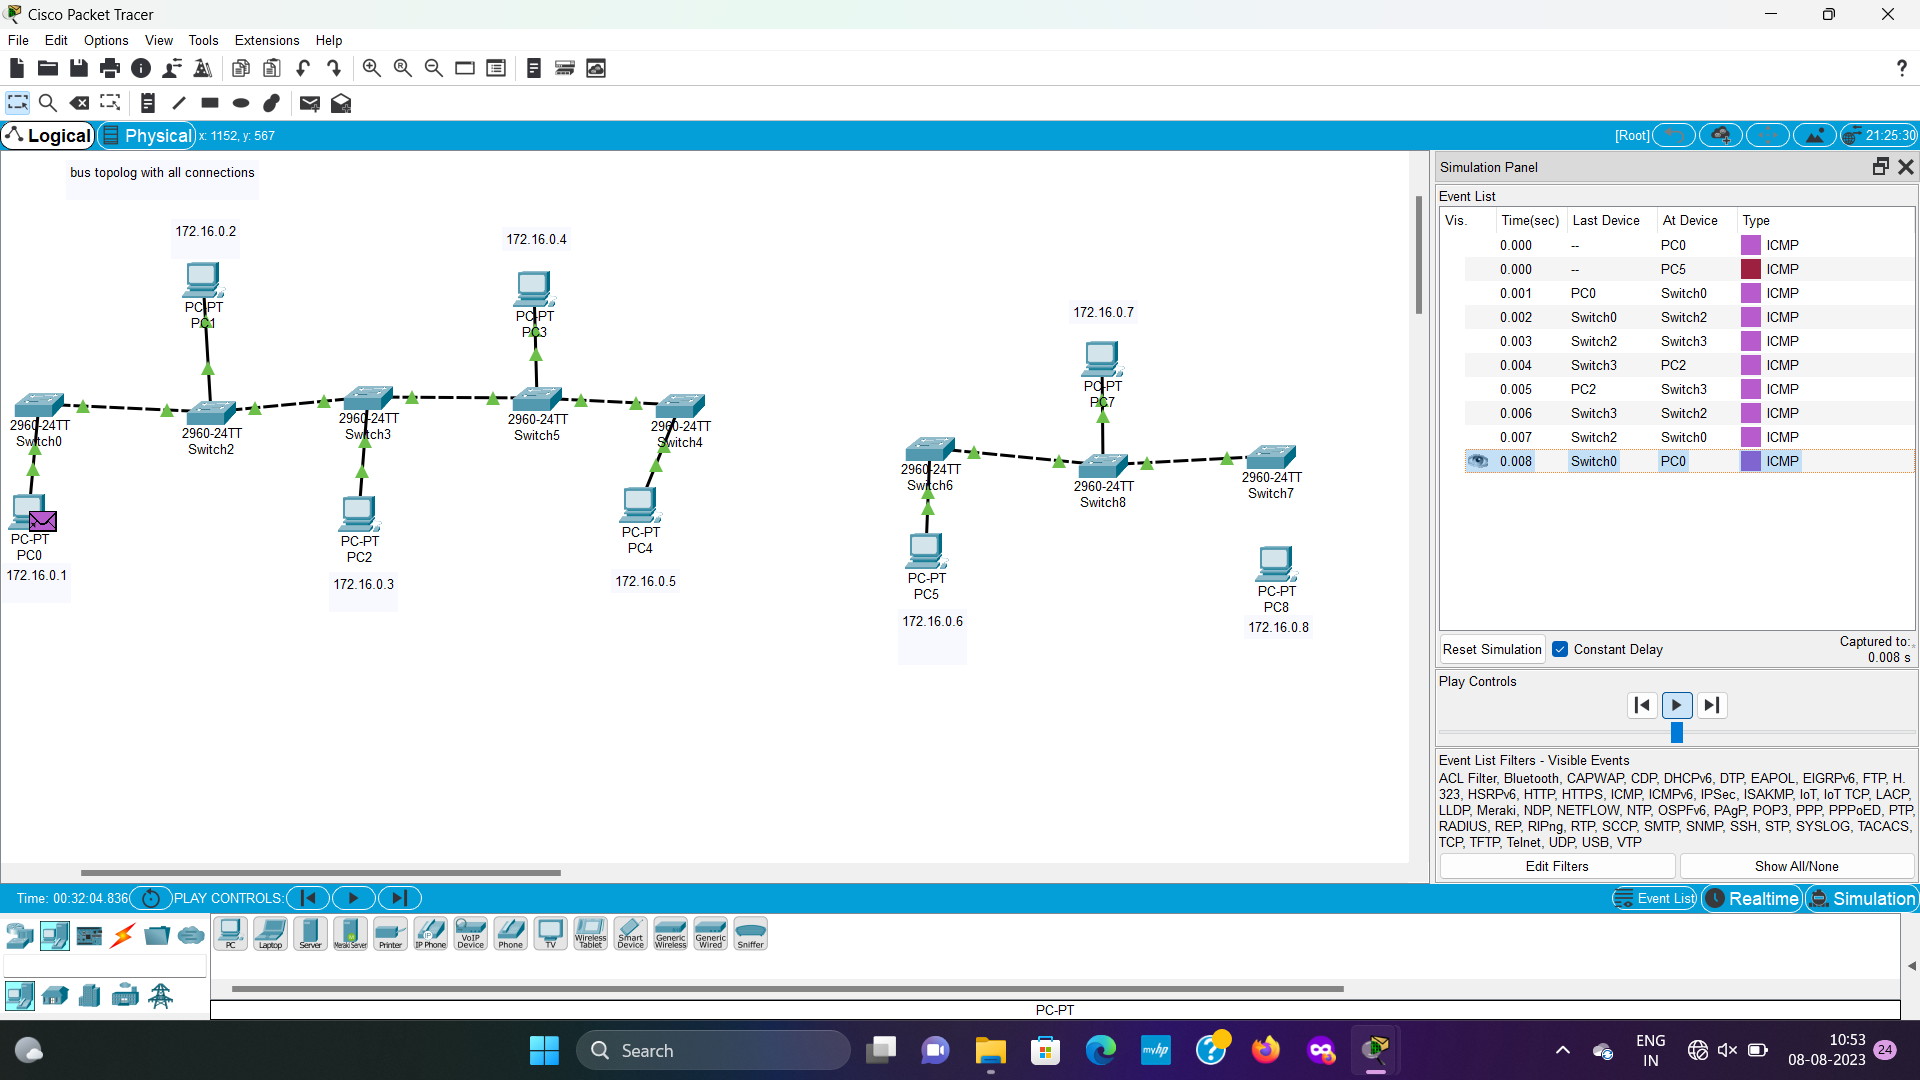 Cisco Packet Tracer
File Edit Options View Tools Extensions Help
Logical Physical x: 1152, y: 567 [Root] 21:25:30
bus topolog with all connections
172.16.0.2
172.16.0.4
172.16.0.7
PC-PT
PC1
PC-PT
PC3
PC-PT
PC7
2960-24TT
Switch0
2960-24TT
Switch2
2960-24TT
Switch3
2960-24TT
Switch5
2960-24TT
Switch4
2960-24TT
Switch6
2960-24TT
Switch8
2960-24TT
Switch7
PC-PT
PC0
172.16.0.1
PC-PT
PC2
172.16.0.3
PC-PT
PC4
172.16.0.5
PC-PT
PC5
172.16.0.6
PC-PT
PC8
172.16.0.8
Simulation Panel
Event List
Vis. Time(sec) Last Device At Device Type
0.000 -- PC0 ICMP
0.000 -- PC5 ICMP
0.001 PC0 Switch0 ICMP
0.002 Switch0 Switch2 ICMP
0.003 Switch2 Switch3 ICMP
0.004 Switch3 PC2 ICMP
0.005 PC2 Switch3 ICMP
0.006 Switch3 Switch2 ICMP
0.007 Switch2 Switch0 ICMP
0.008 Switch0 PC0 ICMP
Reset Simulation Constant Delay Captured to:
0.008 s
Play Controls
Event List Filters - Visible Events
ACL Filter, Bluetooth, CAPWAP, CDP, DHCPv6, DTP, EAPOL, EIGRPv6, FTP, H.
323, HSRPv6, HTTP, HTTPS, ICMP, ICMPv6, IPSec, ISAKMP, IoT, IoT TCP, LACP,
LLDP, Meraki, NDP, NETFLOW, NTP, OSPFv6, PAgP, POP3, PPP, PPPoED, PTP,
RADIUS, REP, RIPng, RTP, SCCP, SMTP, SNMP, SSH, STP, SYSLOG, TACACS,
TCP, TFTP, Telnet, UDP, USB, VTP
Edit Filters Show All/None
Time: 00:32:04.836 PLAY CONTROLS: Event List Realtime Simulation
PC
Laptop
Server
Meraki Server
Printer
IP Phone
VoIP Device
Phone
TV
Wireless Tablet
Smart Device
Generic Wireless
Generic Wired
Sniffer
PC-PT
Search
myhp
ENG
IN
10:53
08-08-2023
24